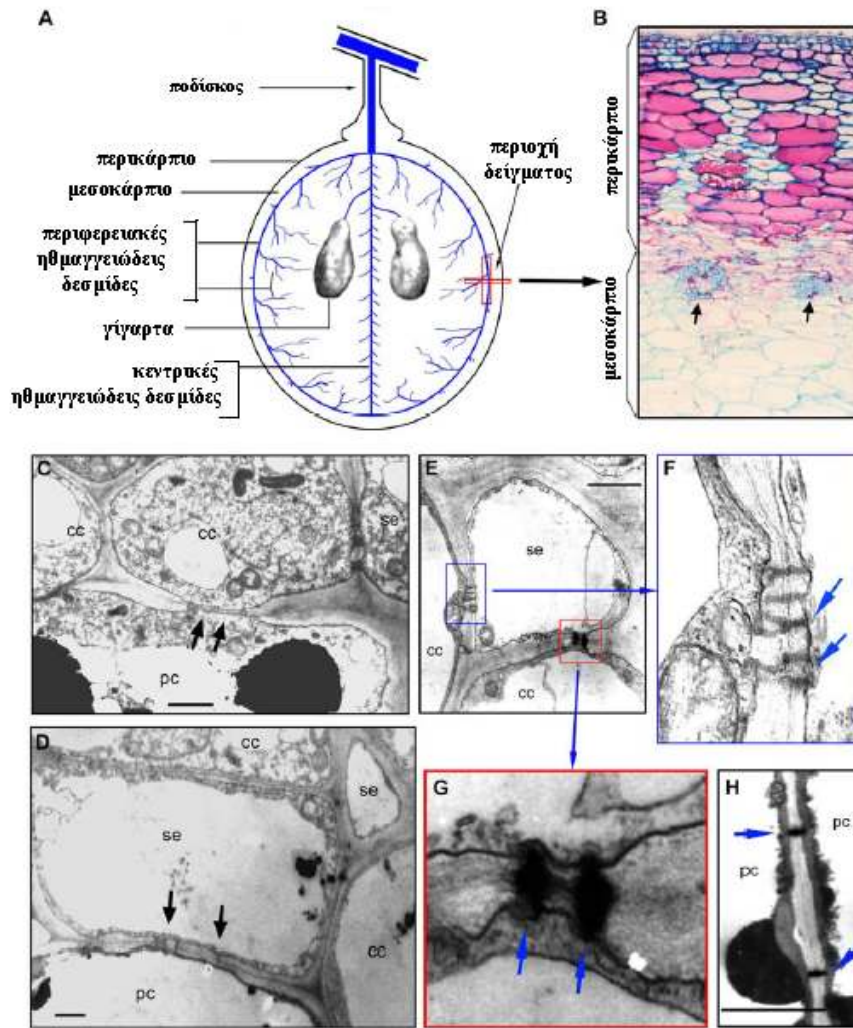 A
ποδίσκος
περικάρπιο
μεσοκάρπιο
περιφερειακές
ηθμαγγειώδεις
δεσμίδες
γίγαρτα
κεντρικές
ηθμαγγειώδεις δεσμίδες
περιοχή
δείγματος
B
περικάρπιο
μεσοκάρπιο
C
cc
cc
se
pc
D
cc
se
se
cc
pc
E
se
cc
cc
F
G
H
pc
pc